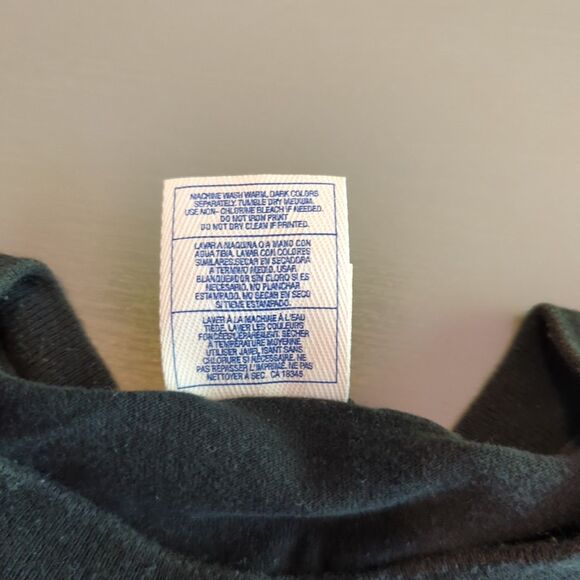 MACHINE WASH WARM, DARK COLORS
SEPARATELY. TUMBLE DRY MEDIUM.
USE NON- CHLORINE BLEACH IF NEEDED.
DO NOT IRON PRINT
DO NOT DRY CLEAN IF PRINTED.
LAVAR A MAQUINA O A MANO CON
AGUA TIBIA. LAVAR CON COLORES
SIMILARES. SECAR EN SECADORA
A TERMINO MEDIO. USAR
BLANQUEADOR SIN CLORO SI ES
NECESARIO. NO PLANCHAR
ESTAMPADO. NO SECAR EN SECO
SI TIENE ESTAMPADO.
LAVER À LA MACHINE À L'EAU
TIÈDE. LAVER LES COULEURS
FONCÉES SÉPARÉMENT. SÉCHER
À TEMPÉRATURE MOYENNE
UTILISER JAVELISANT SANS
CHLORURE SI NÉCESSAIRE. NE
PAS REPASSER L'IMPRIMÉ. NE PAS
NETTOYER À SEC. CA 18345